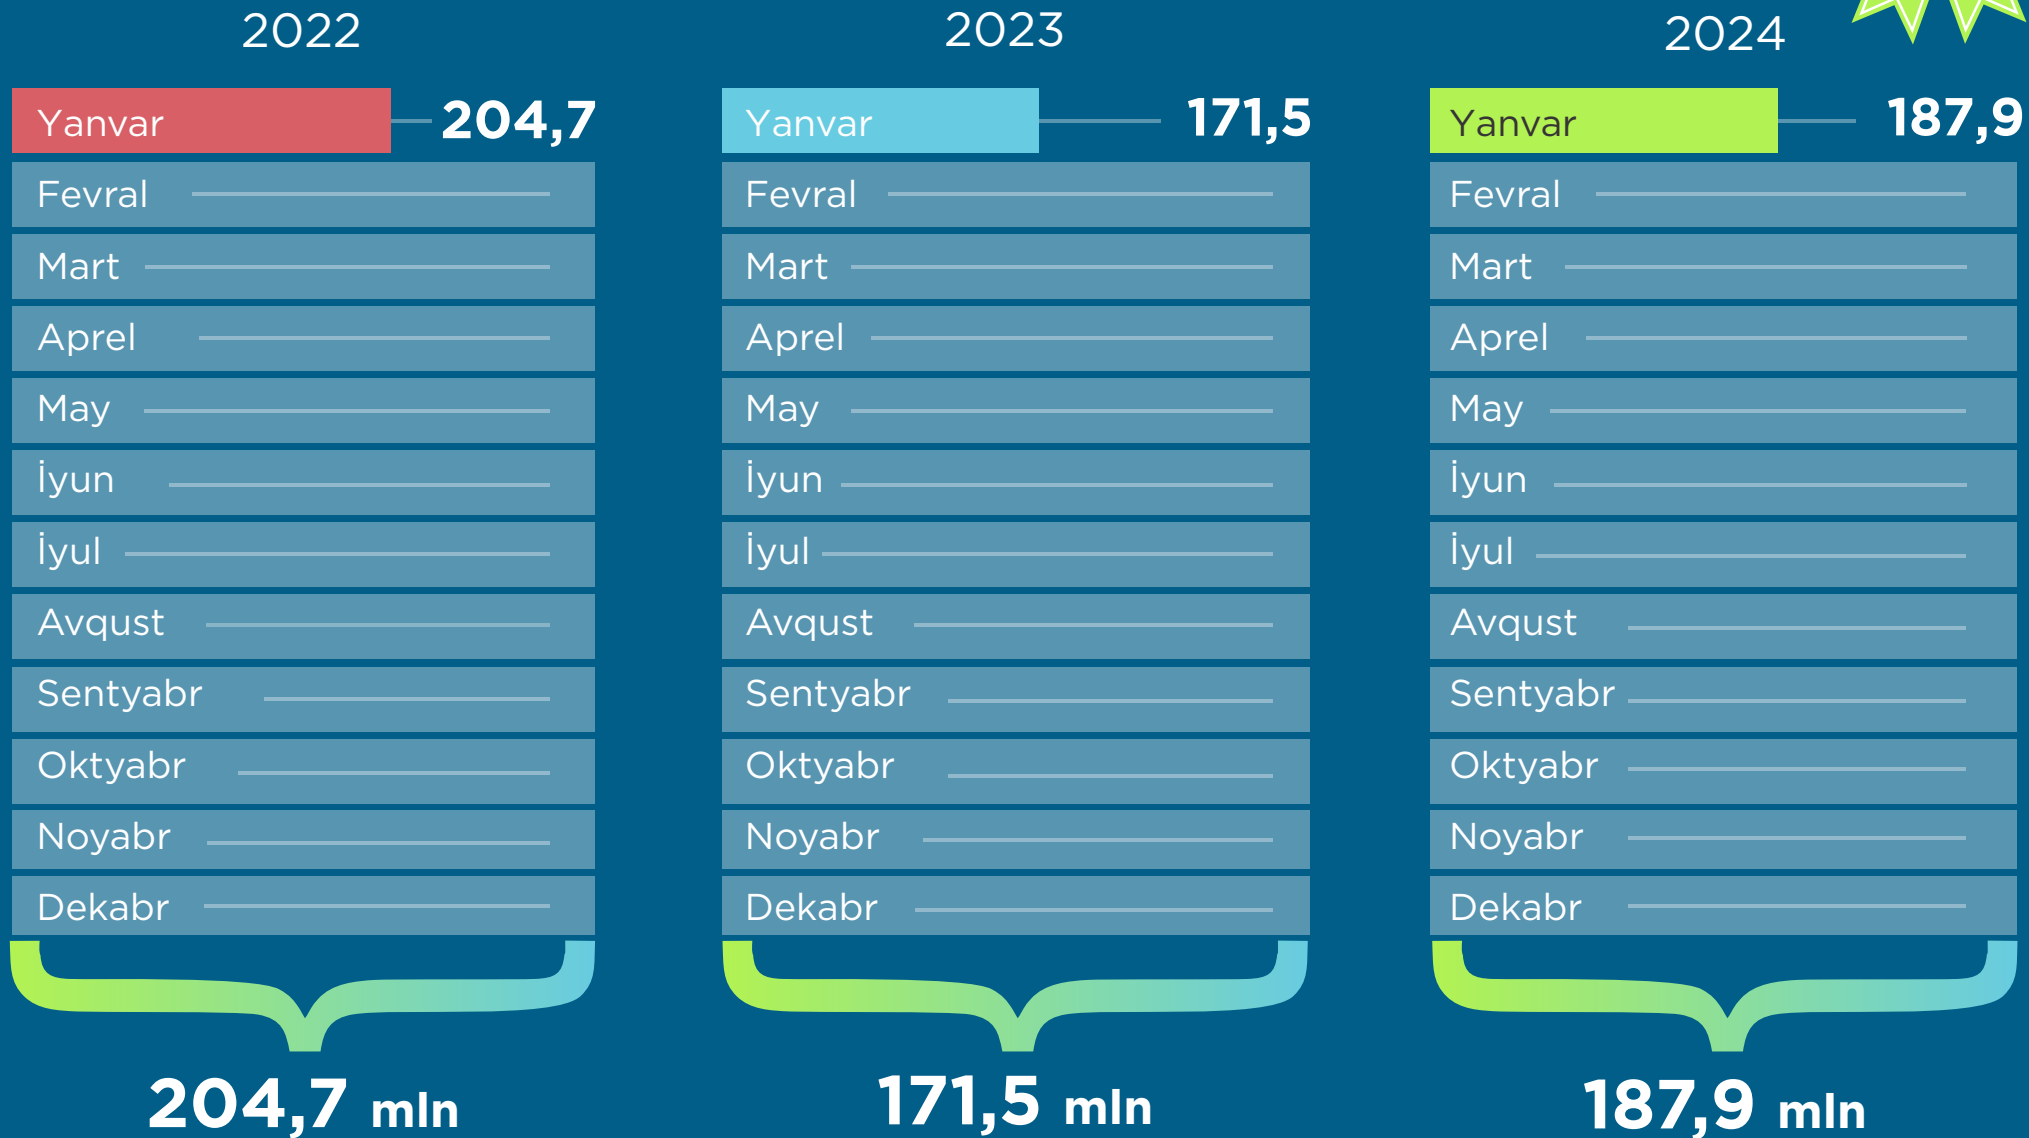 2022
Yanvar 204,7
Fevral
Mart
Aprel
May
İyun
İyul
Avqust
Sentyabr
Oktyabr
Noyabr
Dekabr
204,7 mln
2023
Yanvar 171,5
Fevral
Mart
Aprel
May
İyun
İyul
Avqust
Sentyabr
Oktyabr
Noyabr
Dekabr
171,5 mln
2024
Yanvar 187,9
Fevral
Mart
Aprel
May
İyun
İyul
Avqust
Sentyabr
Oktyabr
Noyabr
Dekabr
187,9 mln